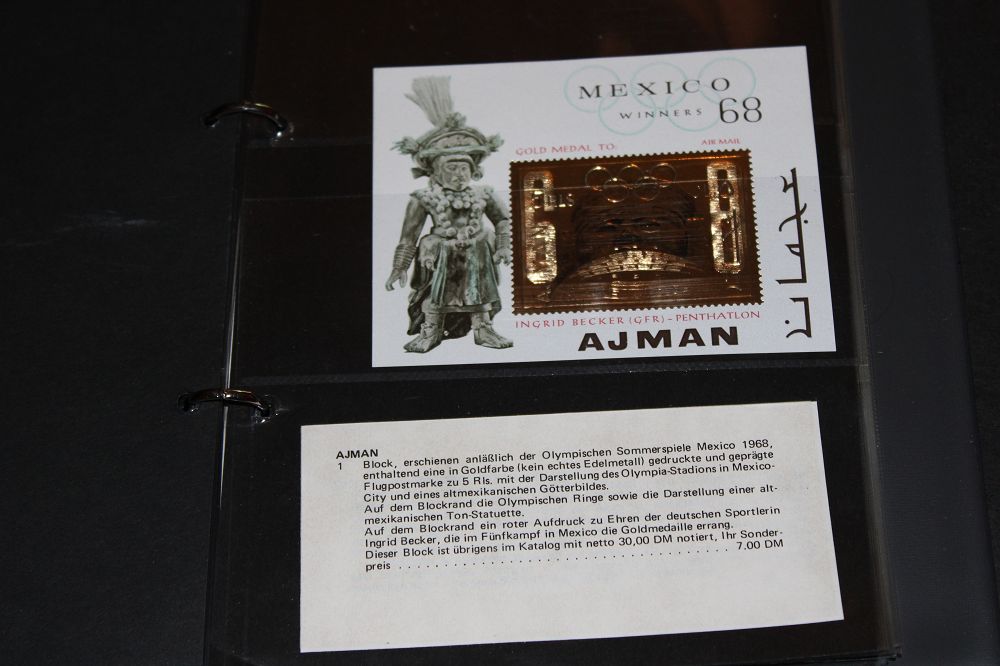 MEXICO
WINNERS 68
GOLD MEDAL TO: AIR MAIL
عجمان
INGRID BECKER (GFR) - PENTHATLON
AJMAN
AJMAN
1 Block, erschienen anläßlich der Olympischen Sommerspiele Mexico 1968,
enthaltend eine in Goldfarbe (kein echtes Edelmetall) gedruckte und geprägte
Flugpostmarke zu 5 Rls. mit der Darstellung des Olympia-Stadions in Mexico-
City und eines altmexikanischen Götterbildes.
Auf dem Blockrand die Olympischen Ringe sowie die Darstellung einer alt-
mexikanischen Ton-Statuette.
Auf dem Blockrand ein roter Aufdruck zu Ehren der deutschen Sportlerin
Ingrid Becker, die im Fünfkampf in Mexico die Goldmedaille errang.
Dieser Block ist übrigens im Katalog mit netto 30,00 DM notiert, Ihr Sonder-
preis . . . . . . . . . . . . . . . . . . . . . . . . . . . . . . . . . . . 7,00 DM